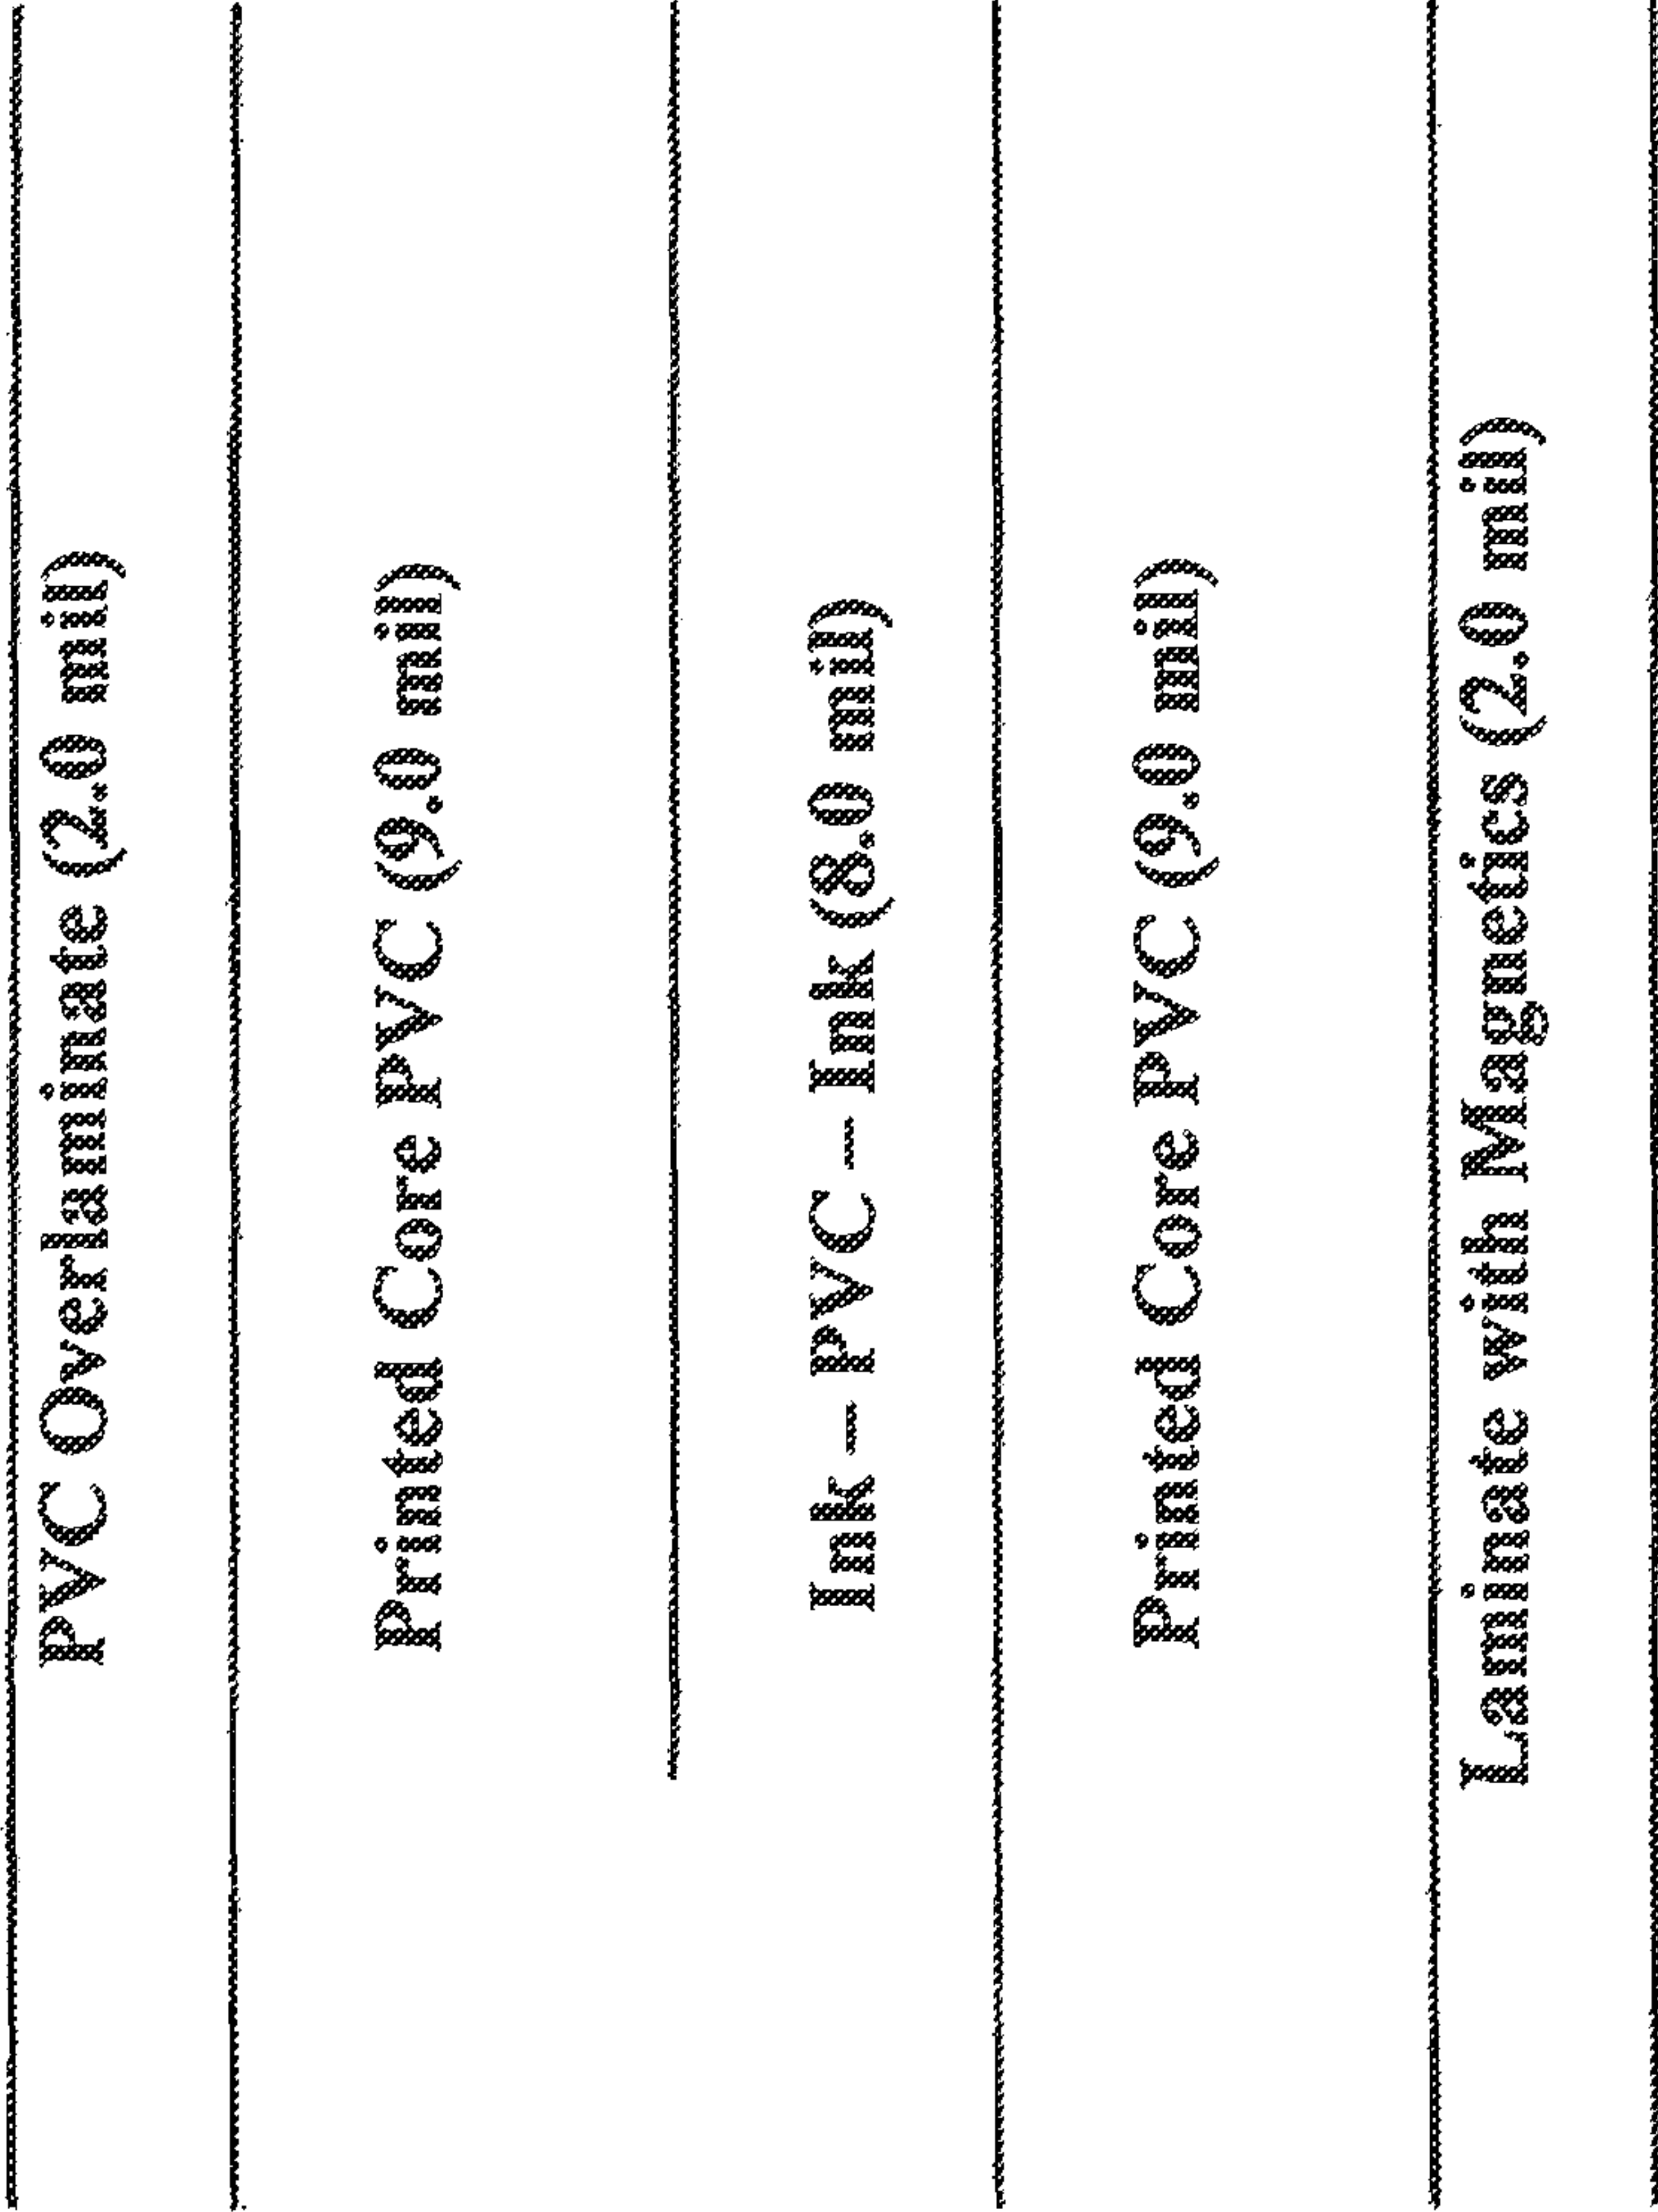 PVC Overlaminate (2.0 mil)
Printed Core PVC (9.0 mil)
Ink – PVC – Ink (8.0 mil)
Printed Core PVC (9.0 mil)
Laminate with Magnetics (2.0 mil)